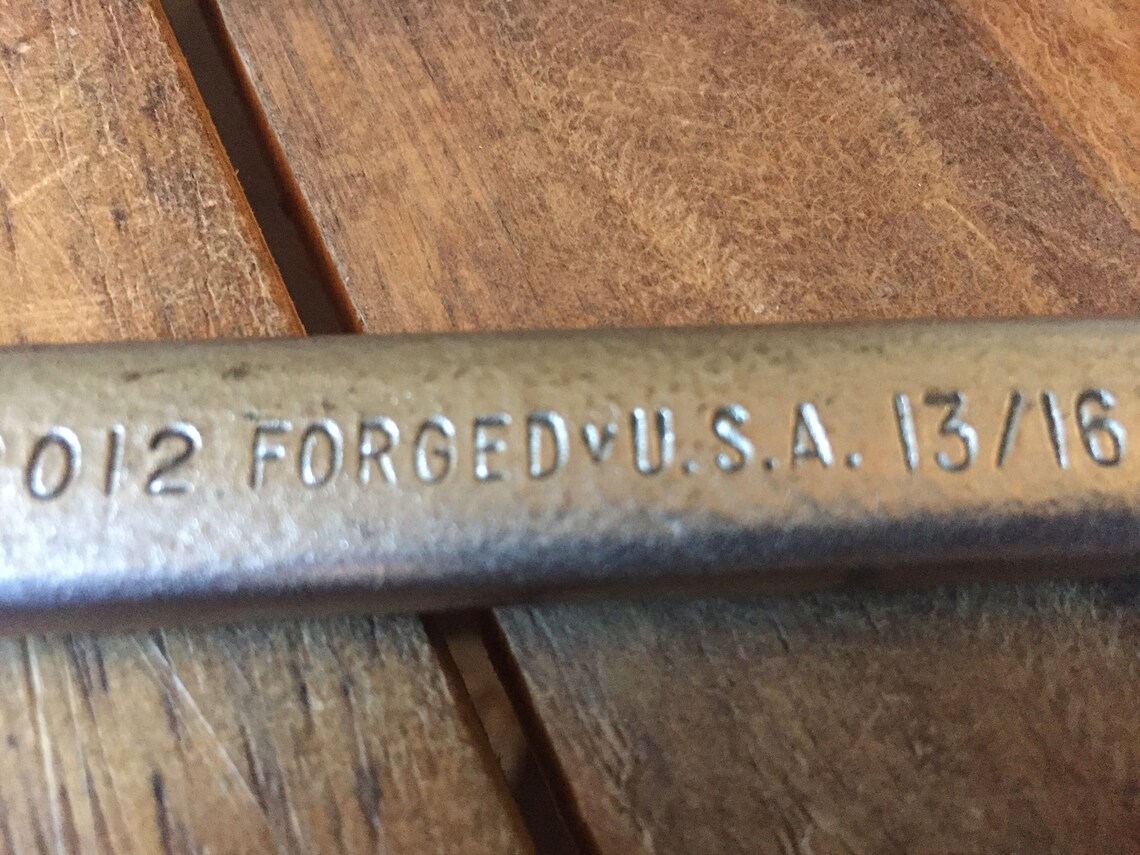 012 FORGED v U.S.A. 13/16